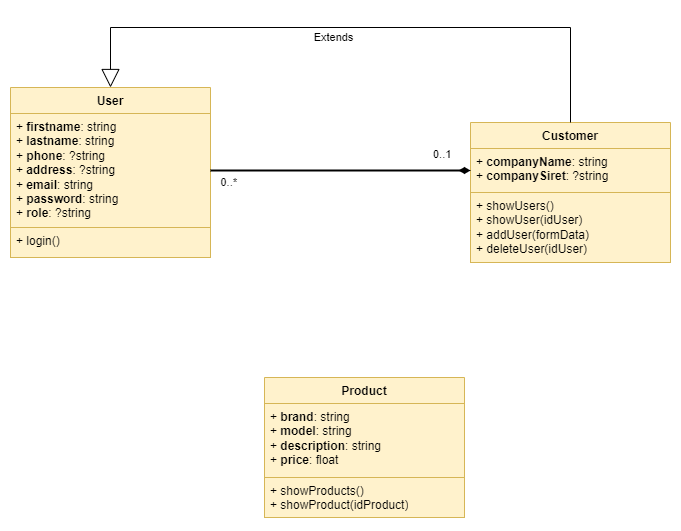 Extends
User
+ firstname: string
+ lastname: string
+ phone: ?string
+ address: ?string
+ email: string
+ password: string
+ role: ?string
+ login()
0..*
0..1
Customer
+ companyName: string
+ companySiret: ?string
+ showUsers()
+ showUser(idUser)
+ addUser(formData)
+ deleteUser(idUser)
Product
+ brand: string
+ model: string
+ description: string
+ price: float
+ showProducts()
+ showProduct(idProduct)